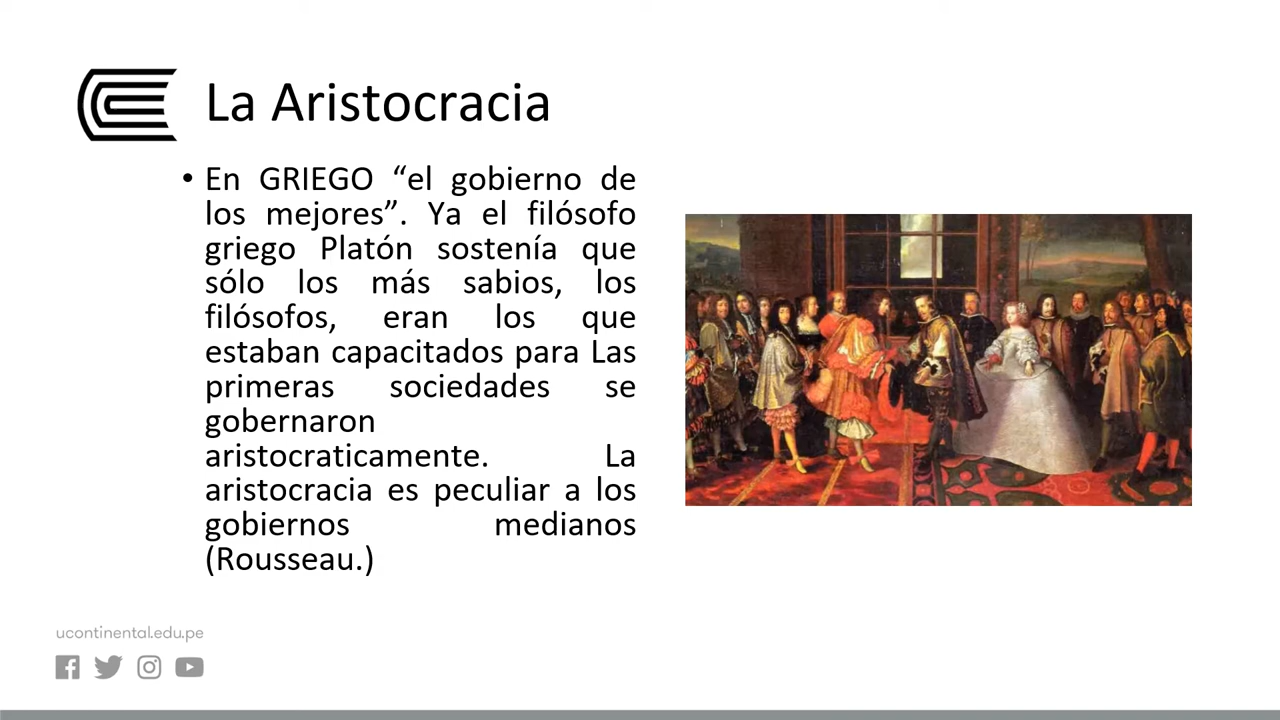 La Aristocracia
• En GRIEGO “el gobierno de
los mejores”. Ya el filósofo
griego Platón sostenía que
sólo los más sabios, los
filósofos, eran los que
estaban capacitados para Las
primeras sociedades se
gobernaron
aristocraticamente. La
aristocracia es peculiar a los
gobiernos medianos
(Rousseau.)
ucontinental.edu.pe